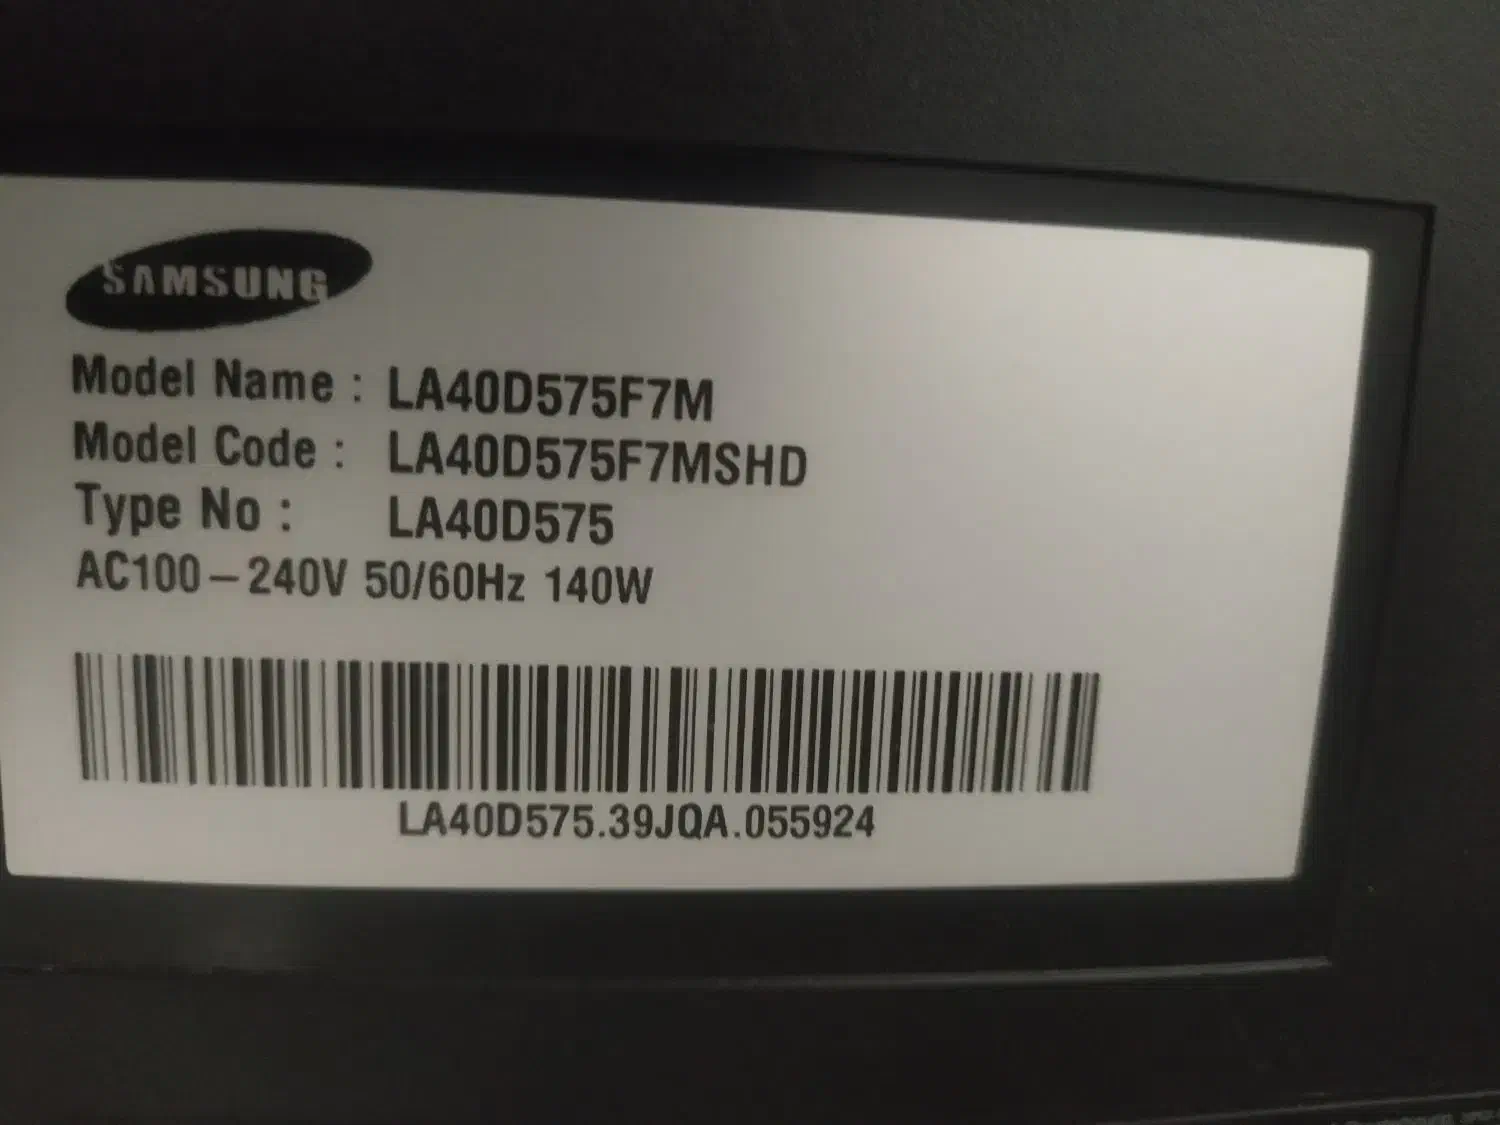 SAMSUNG
Model Name : LA40D575F7M
Model Code : LA40D575F7MSHD
Type No : LA40D575
AC100-240V 50/60Hz 140W
LA40D575.39JQA.055924